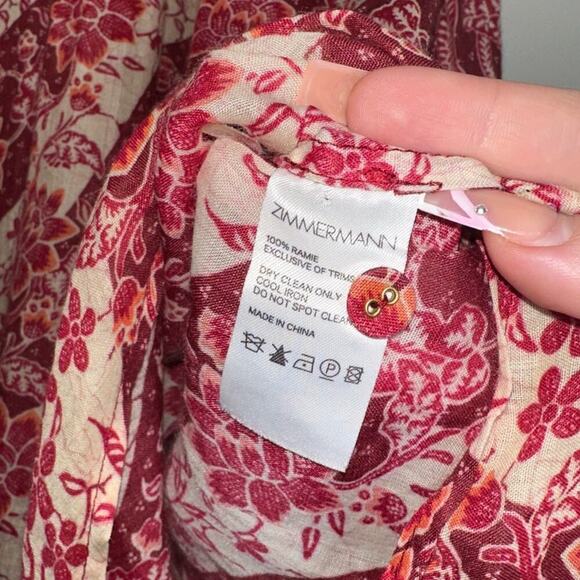 ZIMMERMANN
100% RAMIE
EXCLUSIVE OF TRIMS
DRY CLEAN ONLY
COOL IRON
DO NOT SPOT CLEAN
MADE IN CHINA
P